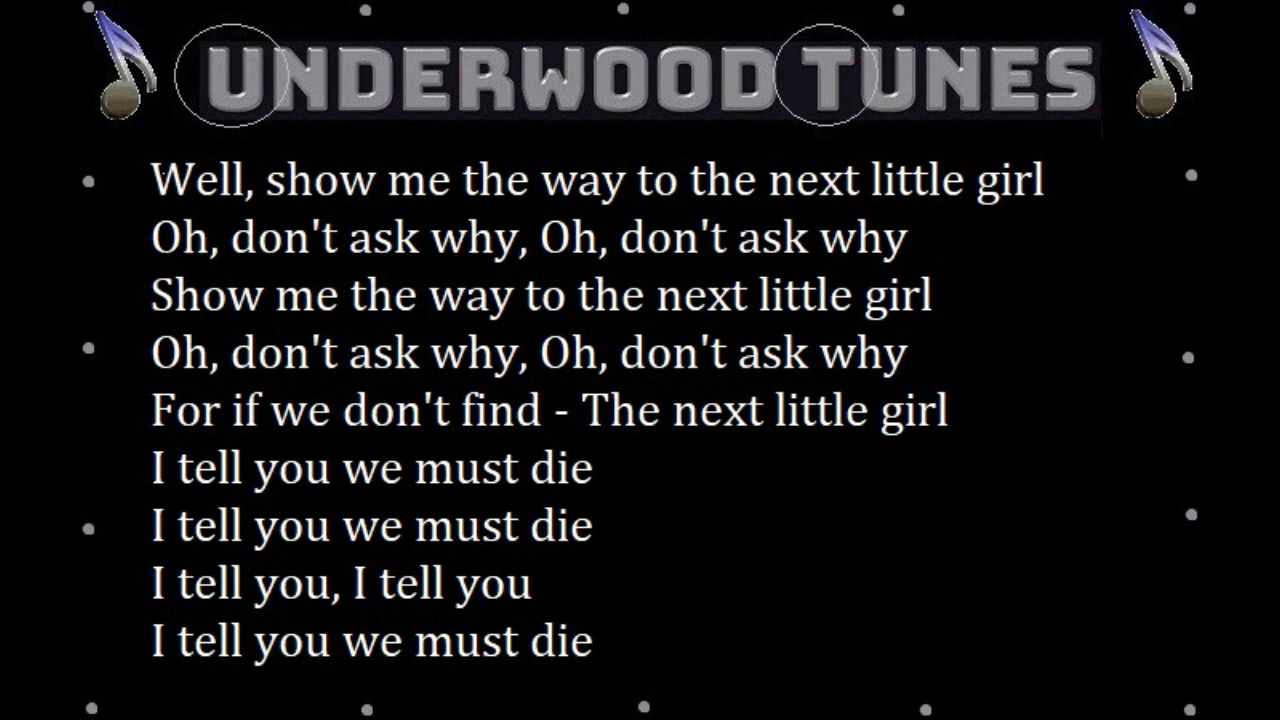 UNDERWOOD TUNES
Well, show me the way to the next little girl
Oh, don't ask why, Oh, don't ask why
Show me the way to the next little girl
Oh, don't ask why, Oh, don't ask why
For if we don't find - The next little girl
I tell you we must die
I tell you we must die
I tell you, I tell you
I tell you we must die